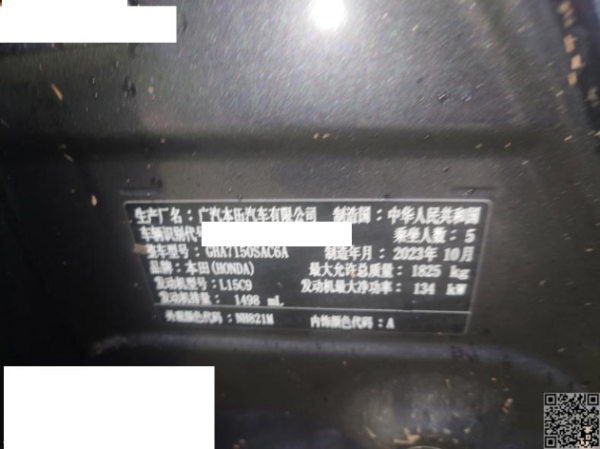 生产厂名：广汽本田汽车有限公司 制造国：中华人民共和国
车辆识别代号 乘坐人数：5
整车型号：GHA7150SAC6A 制造年月：2023年10月
品牌：本田(HONDA) 最大允许总质量：1825 kg
发动机型号：L15C9 发动机最大净功率：134 kW
发动机排量：1498 mL
外观颜色代码：NH821M 内饰颜色代码：A